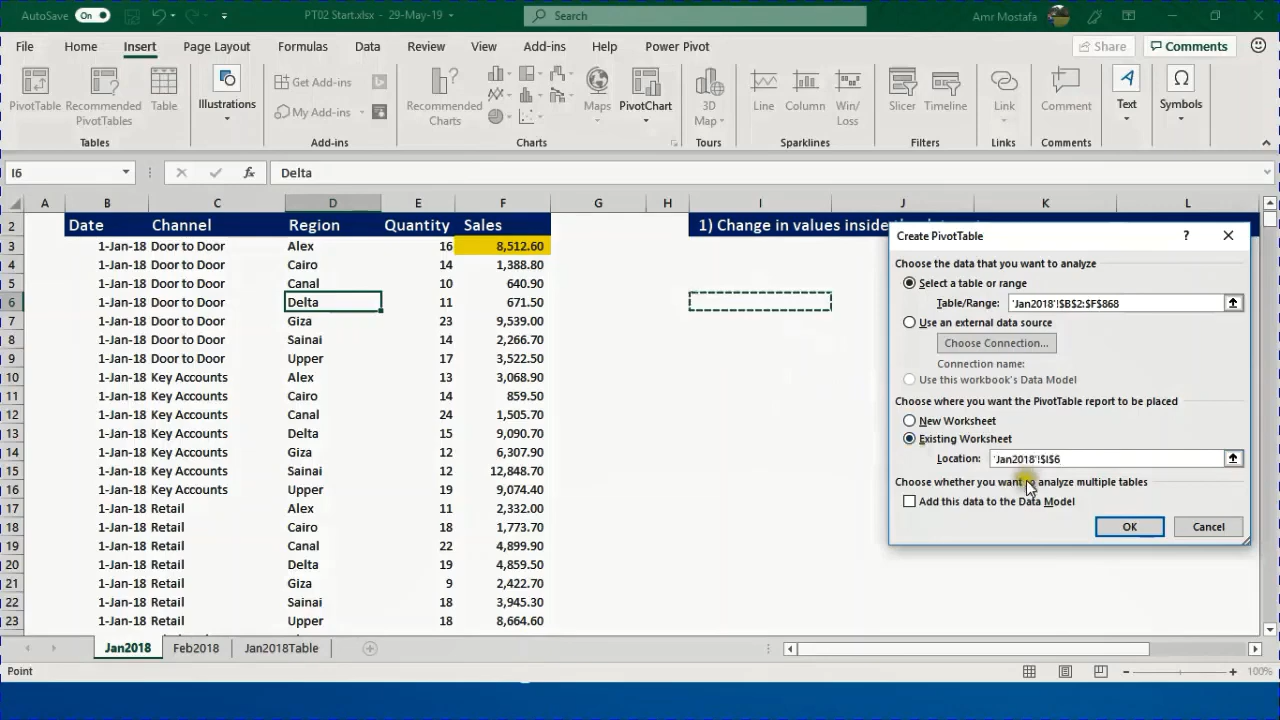 AutoSave On PT02 Start.xlsx - 29-May-19 Search Amr Mostafa
File Home Insert Page Layout Formulas Data Review View Add-ins Help Power Pivot Share Comments
PivotTable Recommended PivotTables Table Illustrations Get Add-ins My Add-ins Recommended Charts Maps PivotChart 3D Map Line Column Win/Loss Slicer Timeline Link Comment Text Symbols
Tables Add-ins Charts Tours Sparklines Filters Links Comments
I6 fx Delta
A B C D E F G H I J K L
2 Date Channel Region Quantity Sales 1) Change in values inside
3 1-Jan-18 Door to Door Alex 16 8,512.60
4 1-Jan-18 Door to Door Cairo 14 1,388.80
5 1-Jan-18 Door to Door Canal 10 640.90
6 1-Jan-18 Door to Door Delta 11 671.50
7 1-Jan-18 Door to Door Giza 23 9,539.00
8 1-Jan-18 Door to Door Sainai 14 2,266.70
9 1-Jan-18 Door to Door Upper 17 3,522.50
10 1-Jan-18 Key Accounts Alex 13 3,068.90
11 1-Jan-18 Key Accounts Cairo 14 859.50
12 1-Jan-18 Key Accounts Canal 24 1,505.70
13 1-Jan-18 Key Accounts Delta 15 9,090.70
14 1-Jan-18 Key Accounts Giza 12 6,307.90
15 1-Jan-18 Key Accounts Sainai 12 12,848.70
16 1-Jan-18 Key Accounts Upper 19 9,074.40
17 1-Jan-18 Retail Alex 11 2,332.00
18 1-Jan-18 Retail Cairo 18 1,773.70
19 1-Jan-18 Retail Canal 22 4,899.90
20 1-Jan-18 Retail Delta 19 4,859.50
21 1-Jan-18 Retail Giza 9 2,422.70
22 1-Jan-18 Retail Sainai 18 3,945.30
23 1-Jan-18 Retail Upper 18 8,664.60
Create PivotTable ?
Choose the data that you want to analyze
Select a table or range
Table/Range: 'Jan2018'!$B$2:$F$868
Use an external data source
Choose Connection...
Connection name:
Use this workbook's Data Model
Choose where you want the PivotTable report to be placed
New Worksheet
Existing Worksheet
Location: 'Jan2018'!$I$6
Choose whether you want to analyze multiple tables
Add this data to the Data Model
OK Cancel
Jan2018 Feb2018 Jan2018Table
Point 100%